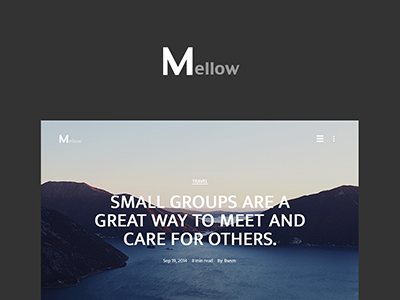 Mellow
Mellow
TRAVEL
SMALL GROUPS ARE A
GREAT WAY TO MEET AND
CARE FOR OTHERS.
Sep 19, 2014 8 min read By